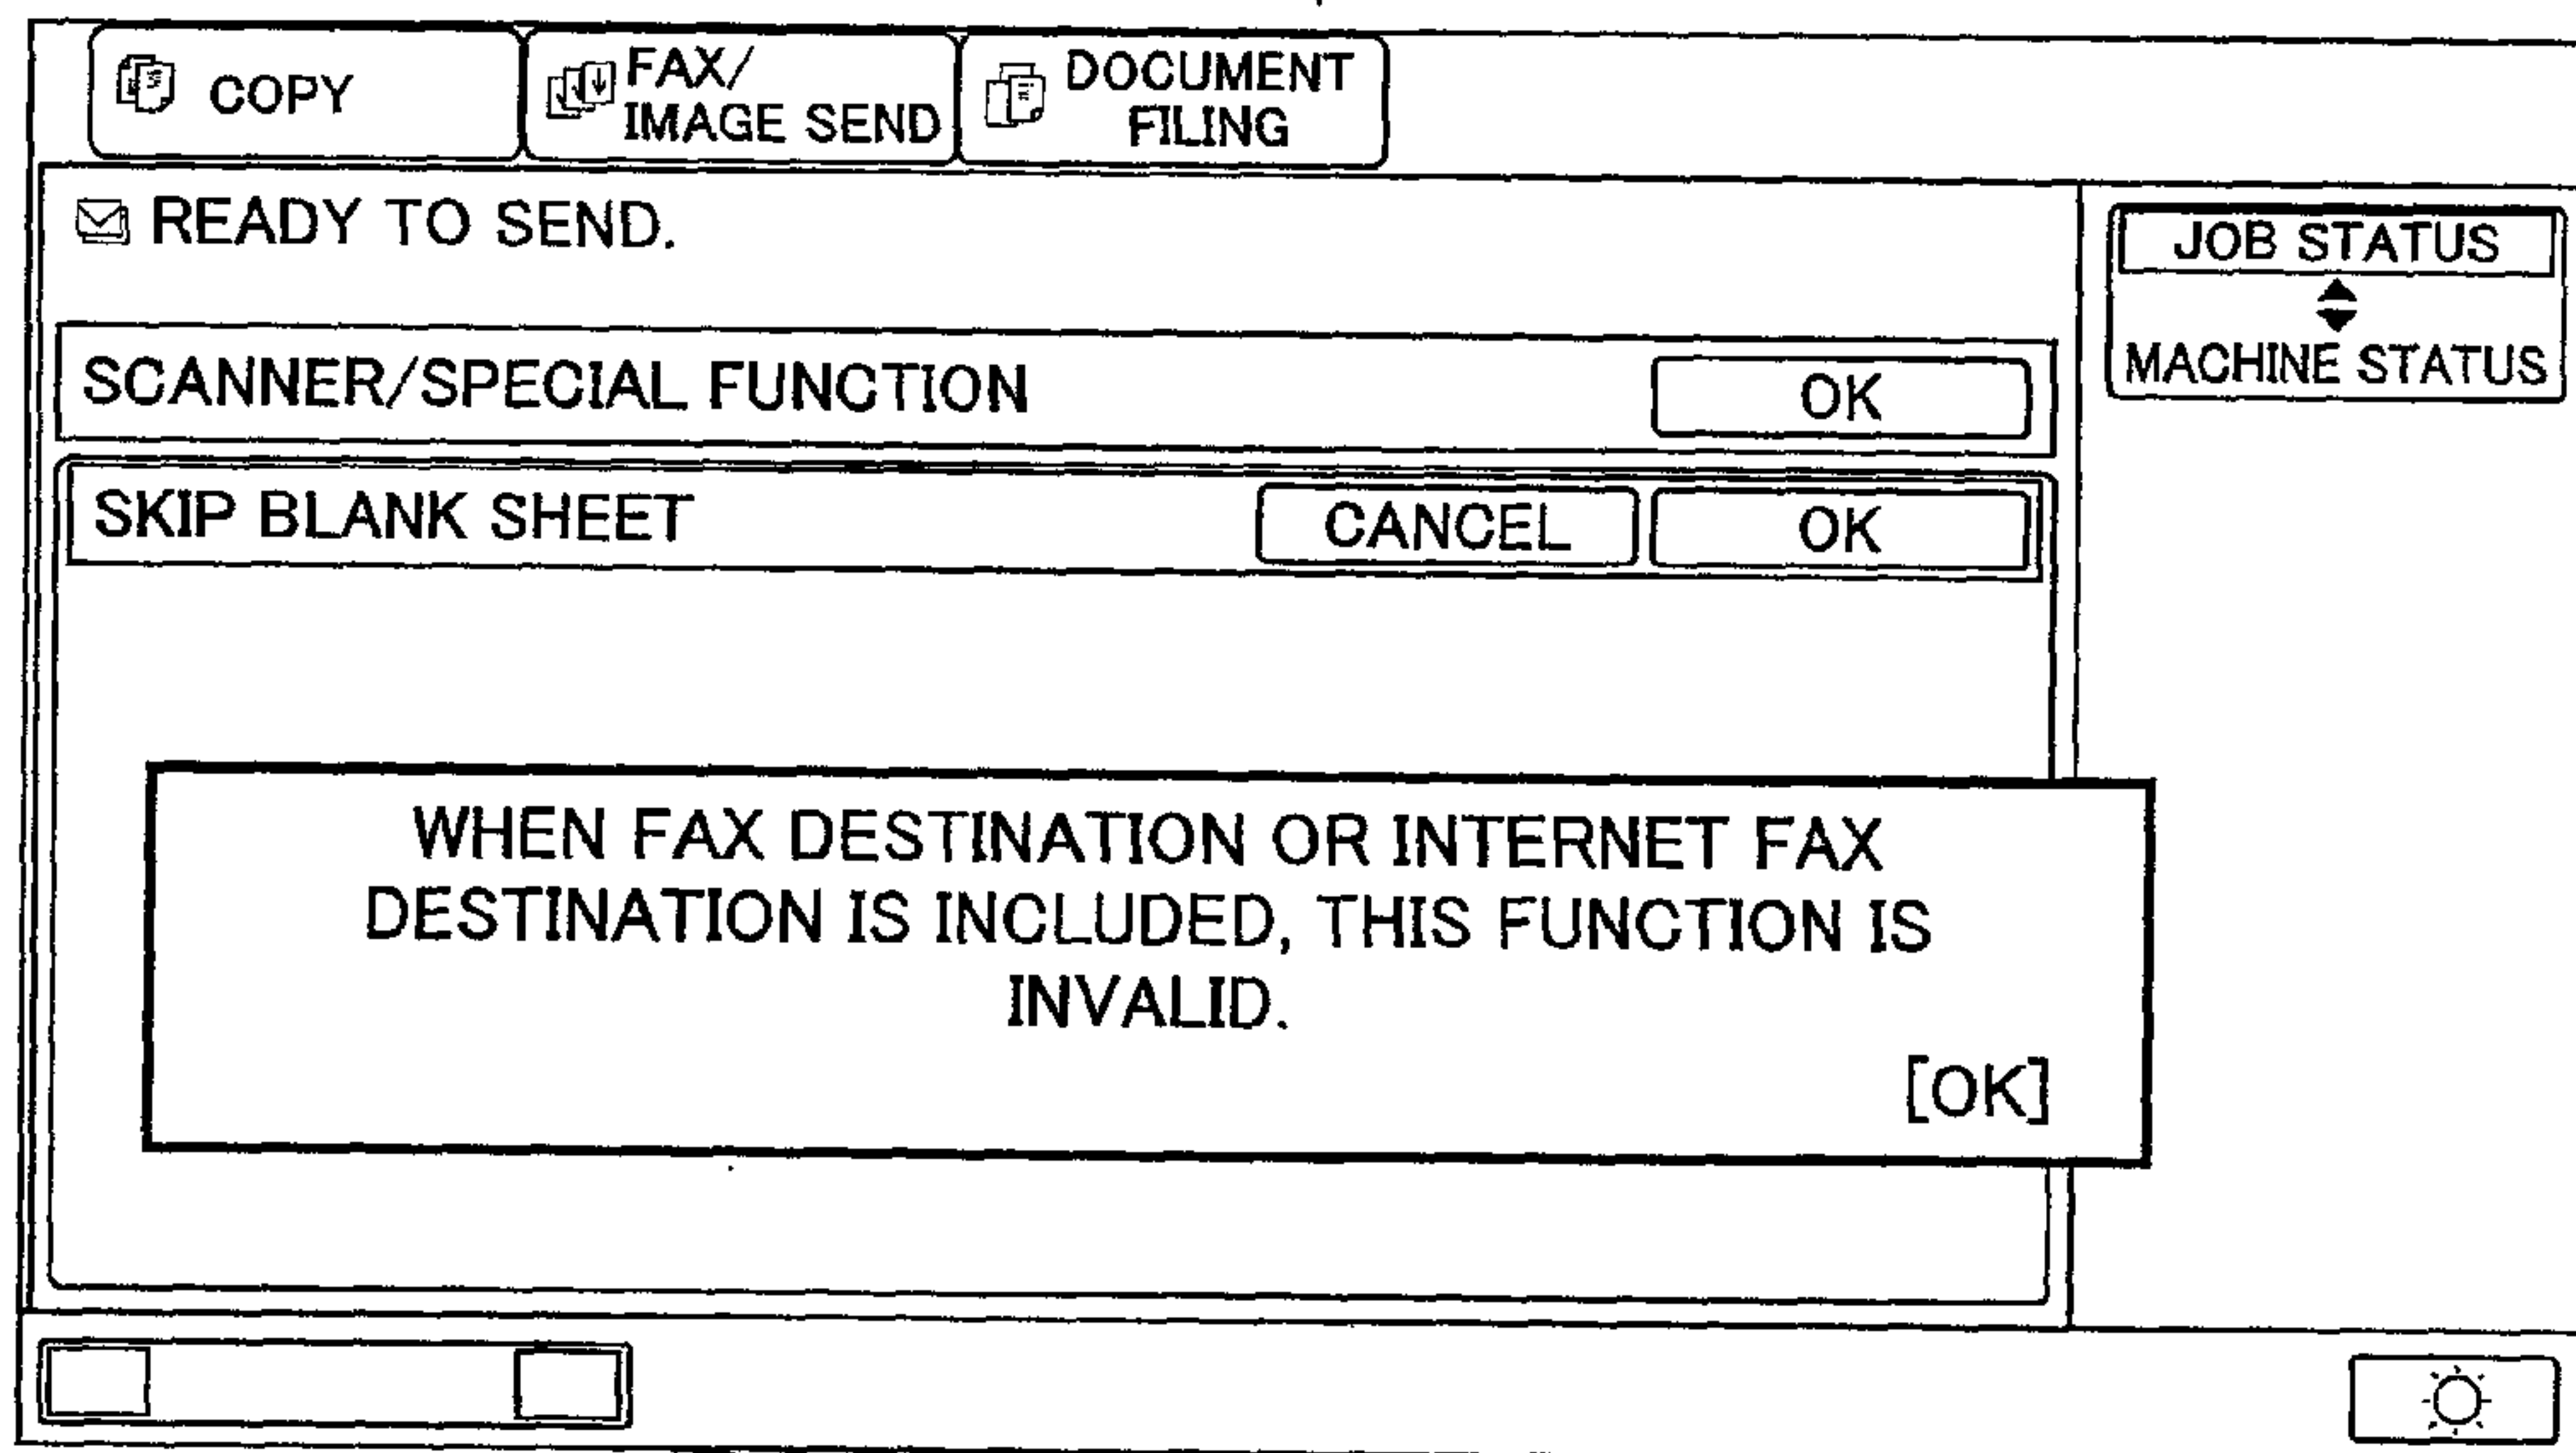 COPY
FAX/
IMAGE SEND
DOCUMENT
FILING
READY TO SEND.
JOB STATUS
MACHINE STATUS
SCANNER/SPECIAL FUNCTION
OK
SKIP BLANK SHEET
CANCEL
OK
WHEN FAX DESTINATION OR INTERNET FAX
DESTINATION IS INCLUDED, THIS FUNCTION IS
INVALID.
[OK]